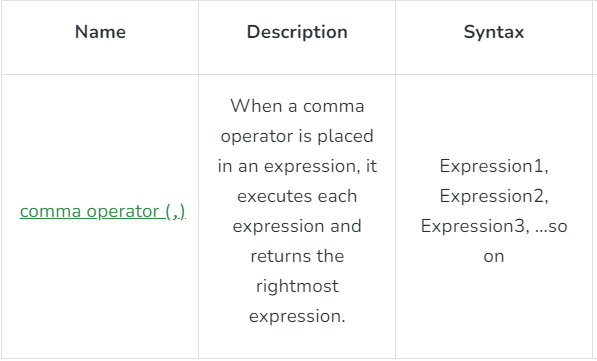 Name
Description
Syntax
comma operator (,)
When a comma
operator is placed
in an expression, it
executes each
expression and
returns the
rightmost
expression.
Expression1,
Expression2,
Expression3, ...so
on